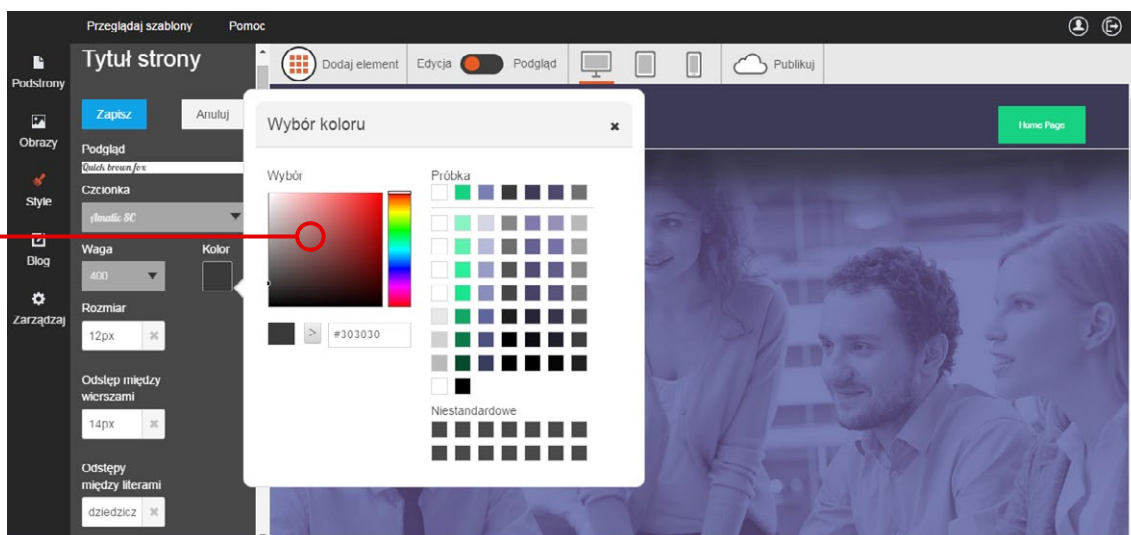 Przeglądaj szablony Pomoc
Podstrony
Obrazy
Style
Blog
Zarządzaj
Tytuł strony
Zapisz Anuluj
Podgląd
Quick brown fox
Czcionka
Amatic SC
Waga Kolor
400
Rozmiar
12px
Odstęp między
wierszami
14px
Odstępy
między literami
dziedzicz
Dodaj element Edycja Podgląd Publikuj
Home Page
Wybór koloru
Wybór Próbka
> #303030
Niestandardowe